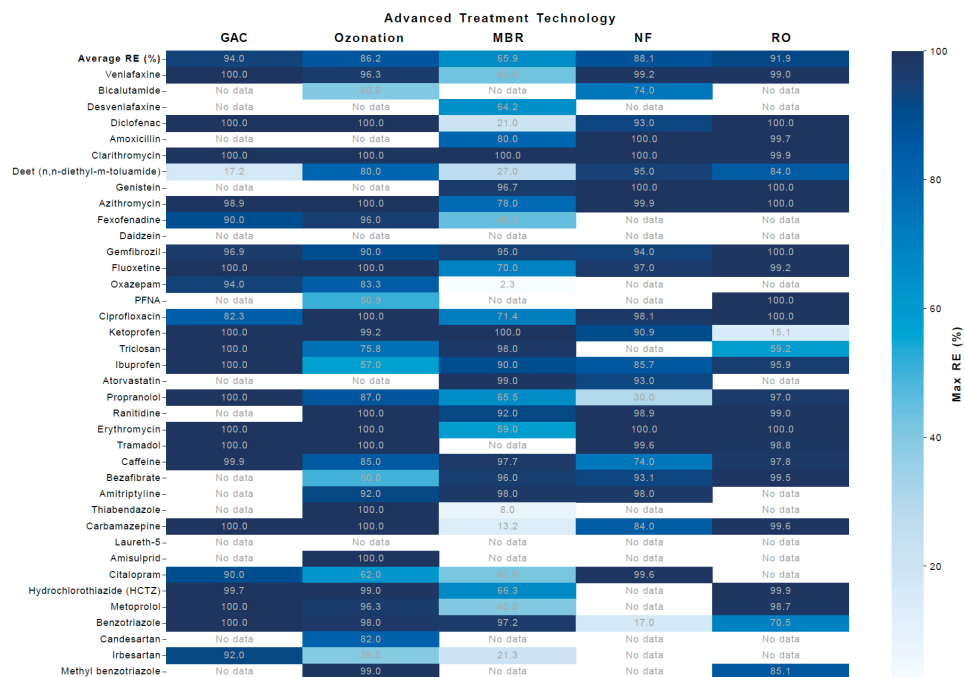 Advanced Treatment Technology
GAC Ozonation MBR NF RO
Average RE (%) 94.0 86.2 65.9 88.1 91.9 100
Venlafaxine 100.0 96.3 99.2 99.0
Bicalutamide No data 40.0 No data 74.0 No data
Desvenlafaxine No data No data 64.2 No data No data
Diclofenac 100.0 100.0 21.0 93.0 100.0
Amoxicillin No data No data 80.0 100.0 99.7
Clarithromycin 100.0 100.0 100.0 100.0 99.9
Deet (n,n-diethyl-m-toluamide) 17.2 80.0 27.0 95.0 84.0 80
Genistein No data No data 96.7 100.0 100.0
Azithromycin 98.9 100.0 78.0 99.9 100.0
Fexofenadine 90.0 96.0 No data No data
Daidzein No data No data No data No data No data
Gemfibrozil 96.9 90.0 95.0 94.0 100.0
Fluoxetine 100.0 100.0 70.0 97.0 99.2
Oxazepam 94.0 83.3 2.3 No data No data
PFNA No data 50.9 No data No data 100.0 60
Ciprofloxacin 82.3 100.0 71.4 98.1 100.0
Ketoprofen 100.0 99.2 100.0 90.9 15.1
Triclosan 100.0 75.8 98.0 No data 59.2
Ibuprofen 100.0 57.0 90.0 85.7 95.9
Atorvastatin No data No data 99.0 93.0 No data
Max RE (%)
Propranolol 100.0 87.0 65.5 30.0 97.0
Ranitidine No data 100.0 92.0 98.9 99.0
Erythromycin 100.0 100.0 59.0 100.0 100.0
Tramadol 100.0 100.0 No data 99.6 98.8 40
Caffeine 99.9 85.0 97.7 74.0 97.8
Bezafibrate No data 50.0 96.0 93.1 99.5
Amitriptyline No data 92.0 98.0 98.0 No data
Thiabendazole No data 100.0 8.0 No data No data
Carbamazepine 100.0 100.0 13.2 84.0 99.6
Laureth-5 No data No data No data No data No data
Amisulprid No data 100.0 No data No data No data
Citalopram 90.0 62.0 99.6 No data 20
Hydrochlorothiazide (HCTZ) 99.7 99.0 66.3 No data 99.9
Metoprolol 100.0 96.3 40.0 No data 98.7
Benzotriazole 100.0 98.0 97.2 17.0 70.5
Candesartan No data 82.0 No data No data No data
Irbesartan 92.0 21.3 No data No data
Methyl benzotriazole No data 99.0 No data No data 85.1